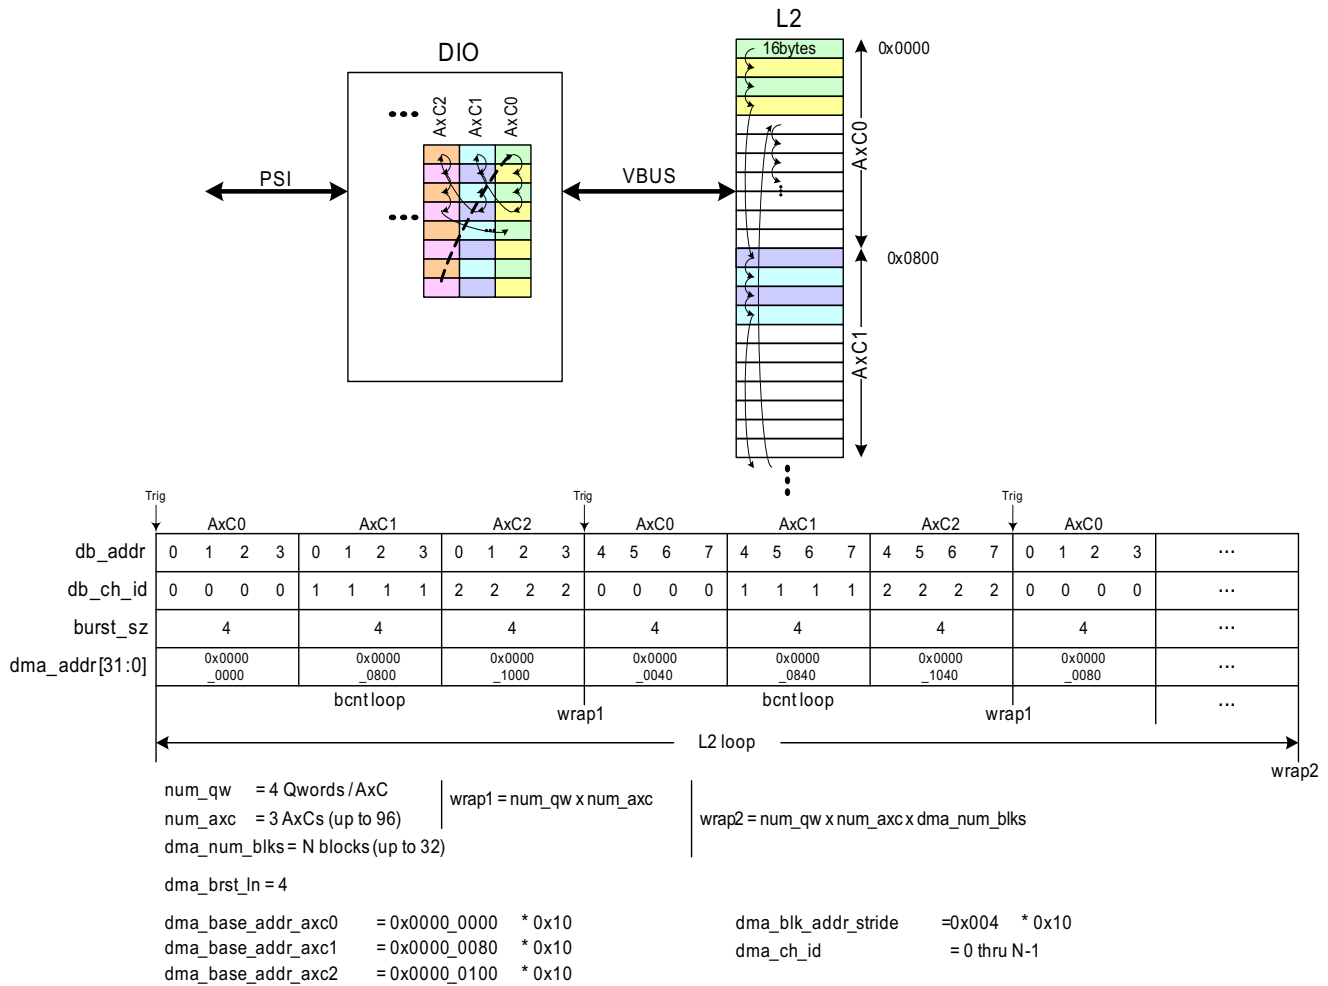 L2
DIO
16bytes
0x0000
AxC2
AxC1
AxC0
AxC0
PSI
VBUS
0x0800
AxC1
Trig
Trig
Trig
AxC0 AxC1 AxC2 AxC0 AxC1 AxC2 AxC0
db_addr 0 1 2 3 0 1 2 3 0 1 2 3 4 5 6 7 4 5 6 7 4 5 6 7 0 1 2 3 ...
db_ch_id 0 0 0 0 1 1 1 1 2 2 2 2 0 0 0 0 1 1 1 1 2 2 2 2 0 0 0 0 ...
burst_sz 4 4 4 4 4 4 4 ...
dma_addr[31:0] 0x0000_0000 0x0000_0800 0x0000_1000 0x0000_0040 0x0000_0840 0x0000_1040 0x0000_0080 ...
bcnt loop wrap1 bcnt loop wrap1 ...
L2 loop
wrap2
num_qw = 4 Qwords / AxC
num_axc = 3 AxCs (up to 96)
dma_num_blks = N blocks (up to 32)
wrap1 = num_qw x num_axc
wrap2 = num_qw x num_axc x dma_num_blks
dma_brst_ln = 4
dma_base_addr_axc0 = 0x0000_0000 * 0x10
dma_base_addr_axc1 = 0x0000_0080 * 0x10
dma_base_addr_axc2 = 0x0000_0100 * 0x10
dma_blk_addr_stride =0x004 * 0x10
dma_ch_id = 0 thru N-1